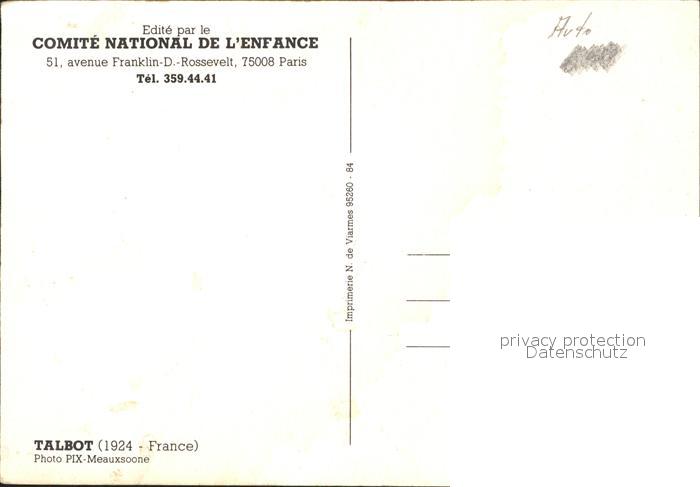 Edité par le
COMITÉ NATIONAL DE L'ENFANCE
51, avenue Franklin-D.-Rossevelt, 75008 Paris
Tél. 359.44.41
Auto
Imprimerie N. de Viarmes 95260 - 84
privacy protection
Datenschutz
TALBOT (1924 - France)
Photo PIX-Meauxsoone